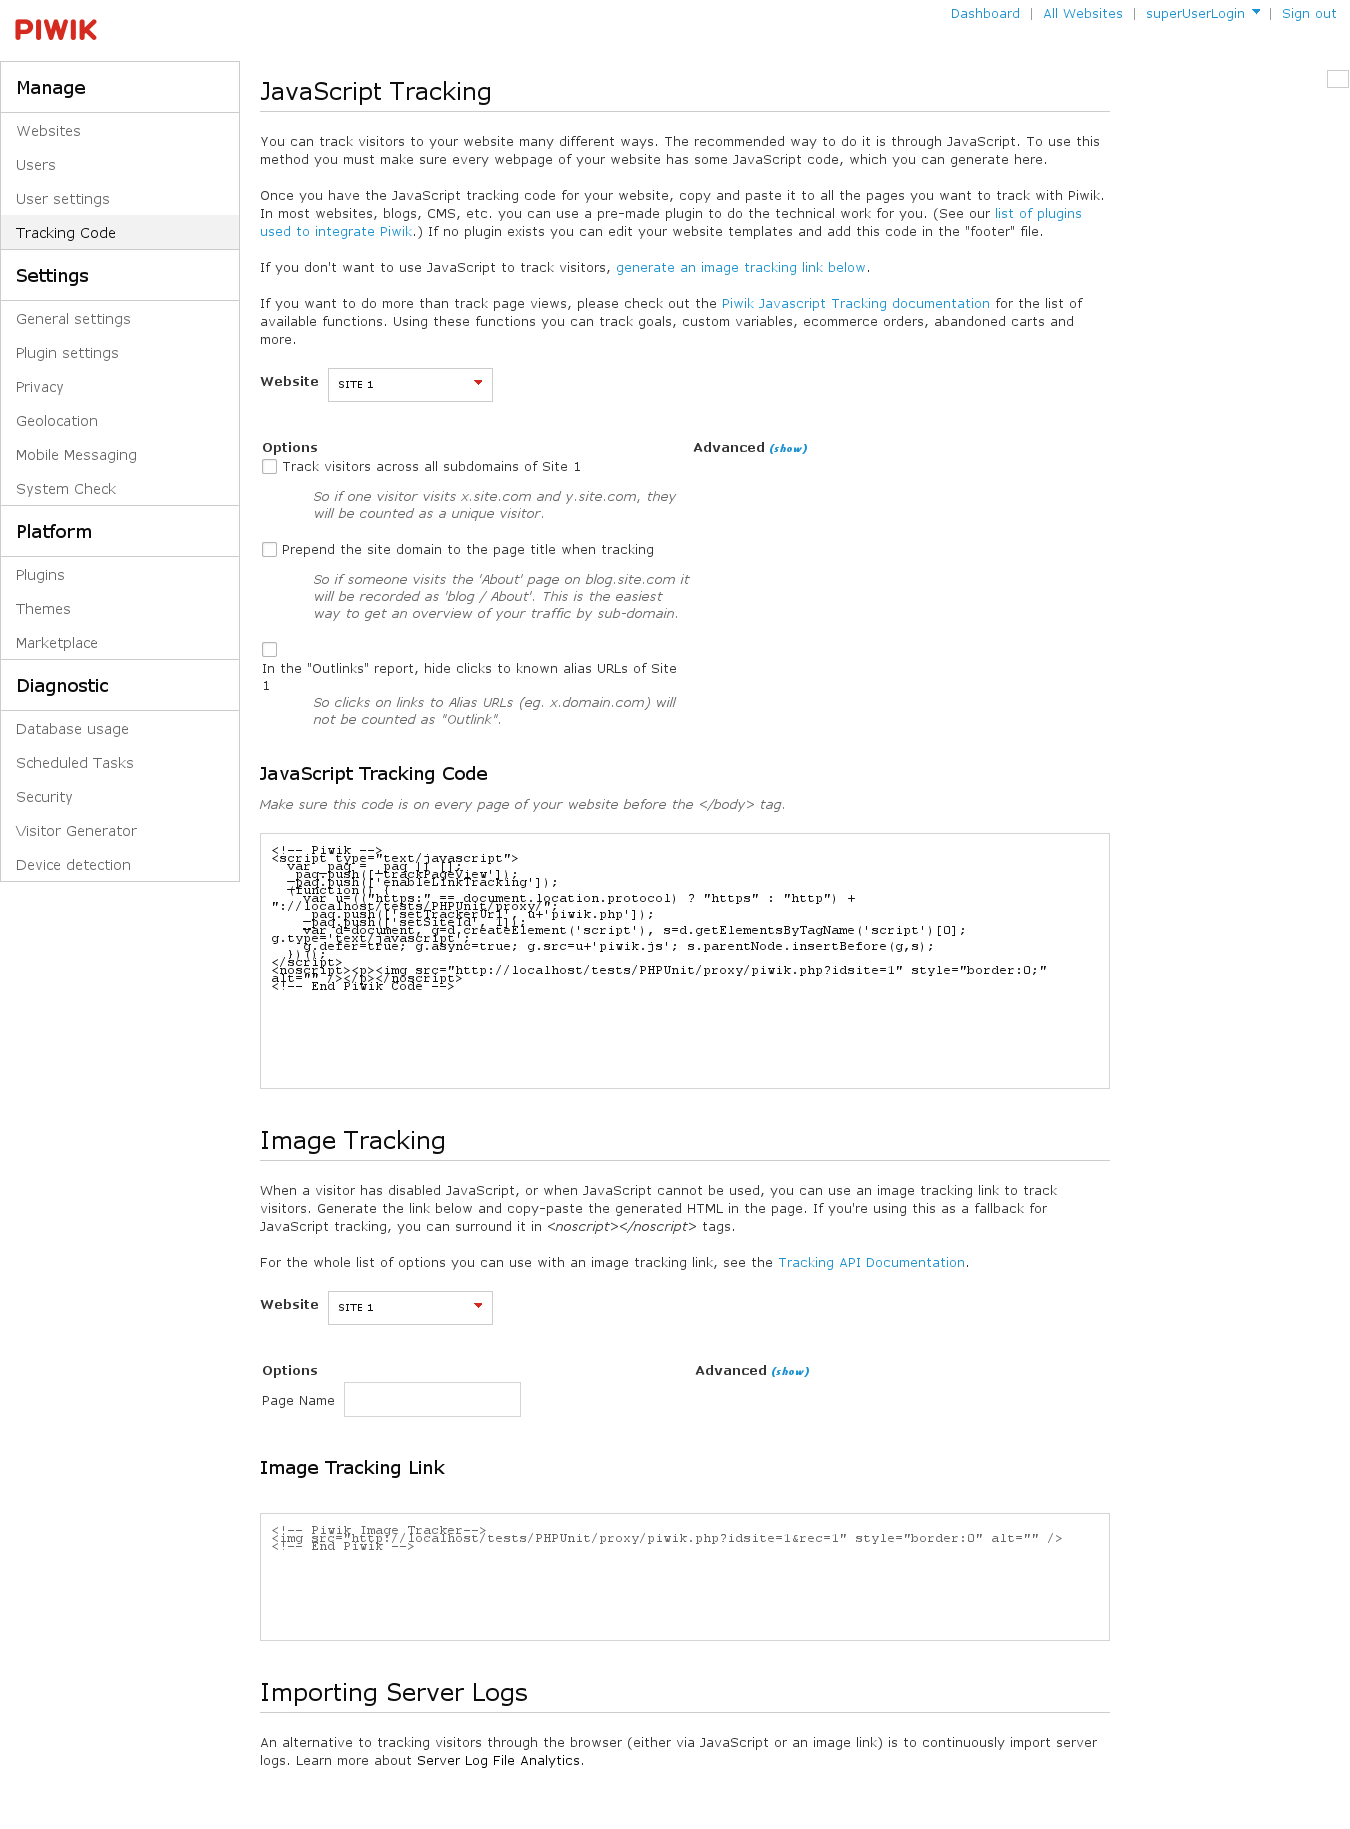 PIWIK
Dashboard | All Websites | superUserLogin | Sign out
Manage
Websites
Users
User settings
Tracking Code
Settings
General settings
Plugin settings
Privacy
Geolocation
Mobile Messaging
System Check
Platform
Plugins
Themes
Marketplace
Diagnostic
Database usage
Scheduled Tasks
Security
Visitor Generator
Device detection
JavaScript Tracking
You can track visitors to your website many different ways. The recommended way to do it is through JavaScript. To use this
method you must make sure every webpage of your website has some JavaScript code, which you can generate here.
Once you have the JavaScript tracking code for your website, copy and paste it to all the pages you want to track with Piwik.
In most websites, blogs, CMS, etc. you can use a pre-made plugin to do the technical work for you. (See our list of plugins
used to integrate Piwik.) If no plugin exists you can edit your website templates and add this code in the "footer" file.
If you don't want to use JavaScript to track visitors, generate an image tracking link below.
If you want to do more than track page views, please check out the Piwik Javascript Tracking documentation for the list of
available functions. Using these functions you can track goals, custom variables, ecommerce orders, abandoned carts and
more.
Website SITE 1
Options Advanced (show)
Track visitors across all subdomains of Site 1
So if one visitor visits x.site.com and y.site.com, they
will be counted as a unique visitor.
Prepend the site domain to the page title when tracking
So if someone visits the 'About' page on blog.site.com it
will be recorded as 'blog / About'. This is the easiest
way to get an overview of your traffic by sub-domain.
In the "Outlinks" report, hide clicks to known alias URLs of Site
1
So clicks on links to Alias URLs (eg. x.domain.com) will
not be counted as "Outlink".
JavaScript Tracking Code
Make sure this code is on every page of your website before the </body> tag.
<!-- Piwik -->
<script type="text/javascript">
var _paq = _paq || [];
_paq.push(['trackPageView']);
_paq.push(['enableLinkTracking']);
(function() {
var u=(("https:" == document.location.protocol) ? "https" : "http") +
"://localhost/tests/PHPUnit/proxy/";
_paq.push(['setTrackerUrl', u+'piwik.php']);
_paq.push(['setSiteId', 1]);
var d=document, g=d.createElement('script'), s=d.getElementsByTagName('script')[0];
g.type='text/javascript';
g.defer=true; g.async=true; g.src=u+'piwik.js'; s.parentNode.insertBefore(g,s);
})();
</script>
<noscript><p><img src="http://localhost/tests/PHPUnit/proxy/piwik.php?idsite=1" style="border:0;"
alt="" /></p></noscript>
<!-- End Piwik Code -->
Image Tracking
When a visitor has disabled JavaScript, or when JavaScript cannot be used, you can use an image tracking link to track
visitors. Generate the link below and copy-paste the generated HTML in the page. If you're using this as a fallback for
JavaScript tracking, you can surround it in <noscript></noscript> tags.
For the whole list of options you can use with an image tracking link, see the Tracking API Documentation.
Website SITE 1
Options Advanced (show)
Page Name
Image Tracking Link
<!-- Piwik Image Tracker-->
<img src="http://localhost/tests/PHPUnit/proxy/piwik.php?idsite=1&rec=1" style="border:0" alt="" />
<!-- End Piwik -->
Importing Server Logs
An alternative to tracking visitors through the browser (either via JavaScript or an image link) is to continuously import server
logs. Learn more about Server Log File Analytics.